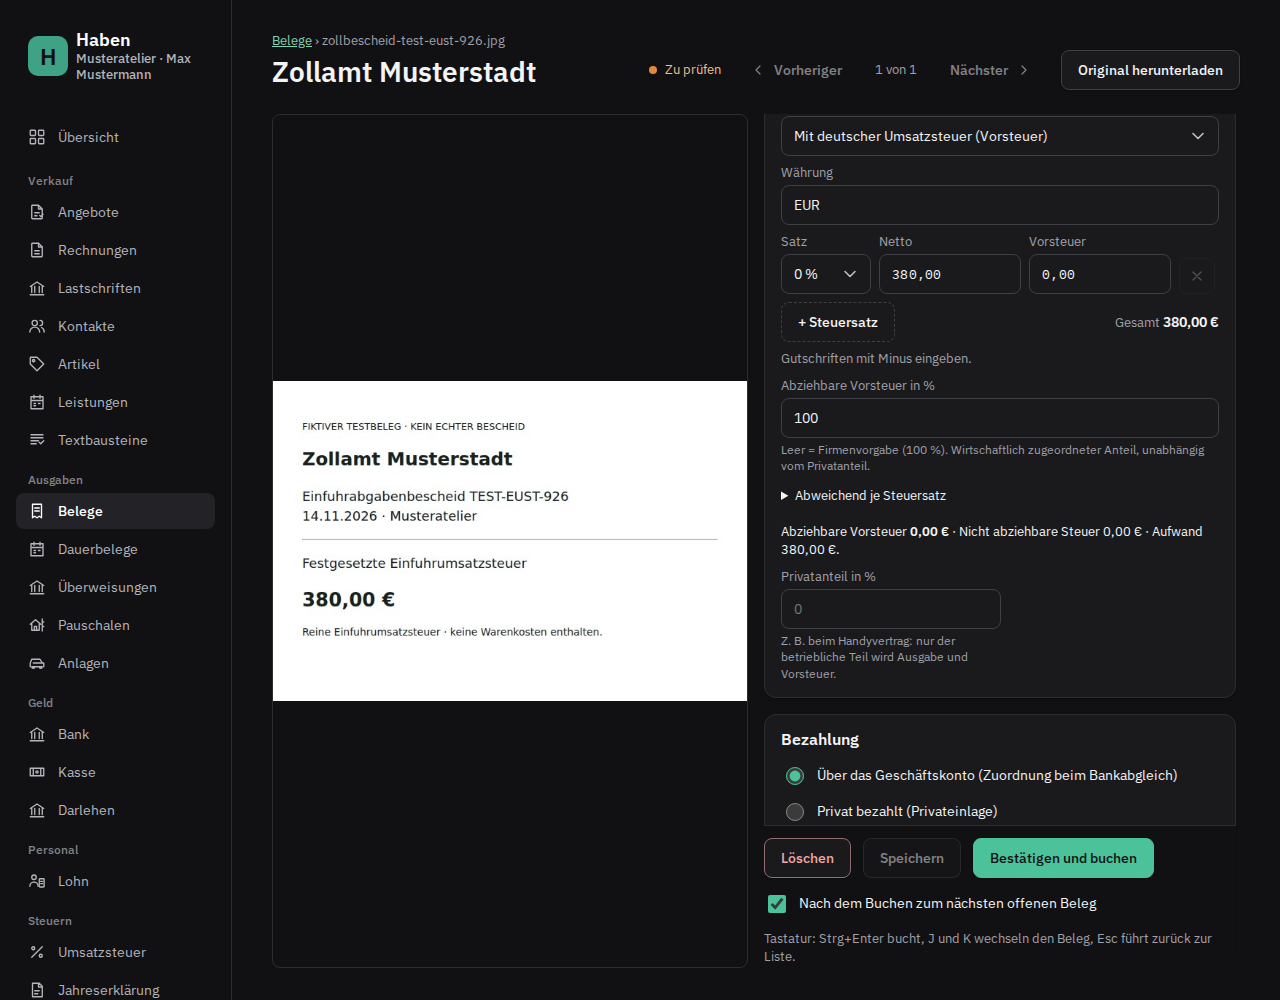 H
Haben
Musteratelier · Max
Mustermann
Übersicht
Verkauf
Angebote
Rechnungen
Lastschriften
Kontakte
Artikel
Leistungen
Textbausteine
Ausgaben
Belege
Dauerbelege
Überweisungen
Pauschalen
Anlagen
Geld
Bank
Kasse
Darlehen
Personal
Lohn
Steuern
Umsatzsteuer
Jahreserklärung
Belege › zollbescheid-test-eust-926.jpg
Zollamt Musterstadt
Zu prüfen
Vorheriger
1 von 1
Nächster
Original herunterladen
FIKTIVER TESTBELEG · KEIN ECHTER BESCHEID
Zollamt Musterstadt
Einfuhrabgabenbescheid TEST-EUST-926
14.11.2026 · Musteratelier
Festgesetzte Einfuhrumsatzsteuer
380,00 €
Reine Einfuhrumsatzsteuer · keine Warenkosten enthalten.
Mit deutscher Umsatzsteuer (Vorsteuer)
Währung
EUR
Satz Netto Vorsteuer
0 % 380,00 0,00
+ Steuersatz
Gesamt 380,00 €
Gutschriften mit Minus eingeben.
Abziehbare Vorsteuer in %
100
Leer = Firmenvorgabe (100 %). Wirtschaftlich zugeordneter Anteil, unabhängig
vom Privatanteil.
Abweichend je Steuersatz
Abziehbare Vorsteuer 0,00 € · Nicht abziehbare Steuer 0,00 € · Aufwand
380,00 €.
Privatanteil in %
0
Z. B. beim Handyvertrag: nur der
betriebliche Teil wird Ausgabe und
Vorsteuer.
Bezahlung
Über das Geschäftskonto (Zuordnung beim Bankabgleich)
Privat bezahlt (Privateinlage)
Löschen
Speichern
Bestätigen und buchen
Nach dem Buchen zum nächsten offenen Beleg
Tastatur: Strg+Enter bucht, J und K wechseln den Beleg, Esc führt zurück zur
Liste.